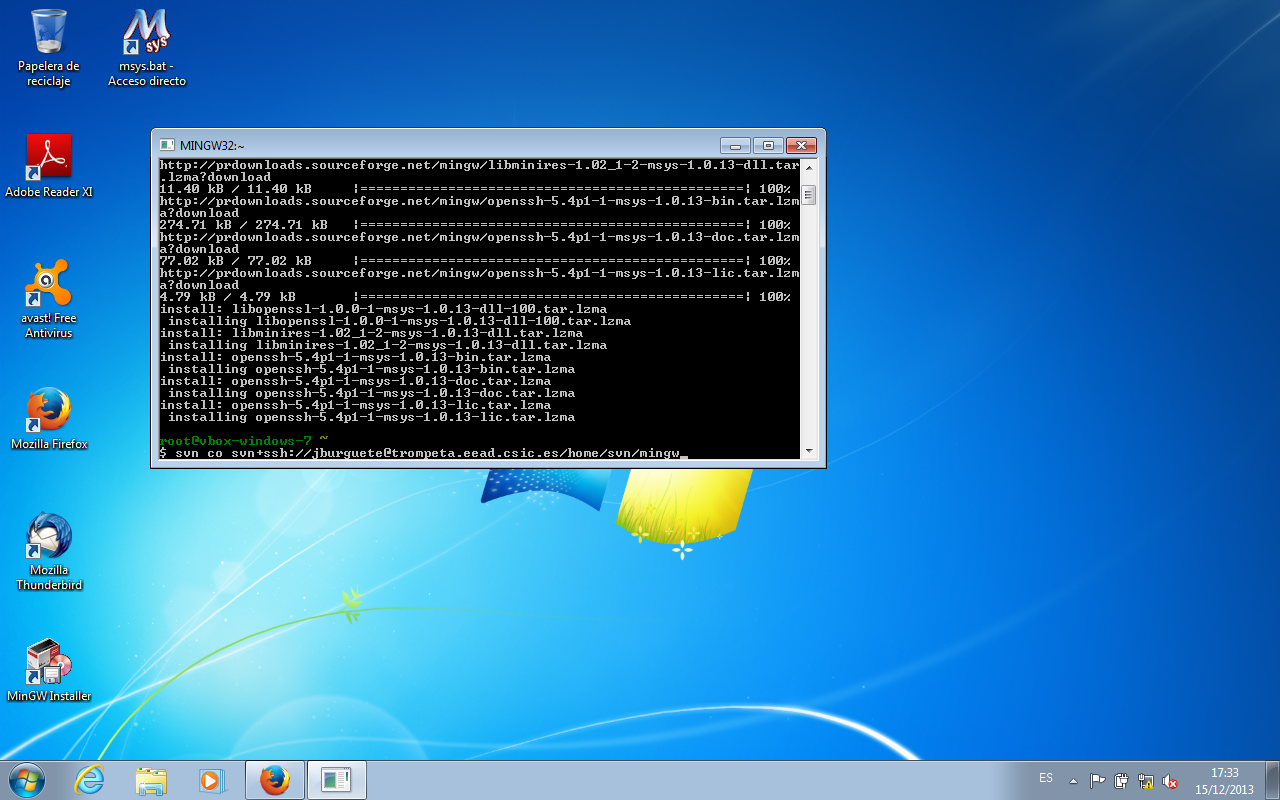 Papelera de
reciclaje
Msys
msys.bat -
Acceso directo
Adobe Reader XI
avast! Free
Antivirus
Mozilla Firefox
Mozilla
Thunderbird
MinGW Installer
MINGW32:~
http://prdownloads.sourceforge.net/mingw/libminires-1.02_1-2-msys-1.0.13-dll.tar
.lzma?download
11.40 kB / 11.40 kB     |================================================| 100%
http://prdownloads.sourceforge.net/mingw/openssh-5.4p1-1-msys-1.0.13-bin.tar.lzm
a?download
274.71 kB / 274.71 kB   |================================================| 100%
http://prdownloads.sourceforge.net/mingw/openssh-5.4p1-1-msys-1.0.13-doc.tar.lzm
a?download
77.02 kB / 77.02 kB     |================================================| 100%
http://prdownloads.sourceforge.net/mingw/openssh-5.4p1-1-msys-1.0.13-lic.tar.lzm
a?download
4.79 kB / 4.79 kB       |================================================| 100%
install: libopenssl-1.0.0-1-msys-1.0.13-dll-100.tar.lzma
 installing libopenssl-1.0.0-1-msys-1.0.13-dll-100.tar.lzma
install: libminires-1.02_1-2-msys-1.0.13-dll.tar.lzma
 installing libminires-1.02_1-2-msys-1.0.13-dll.tar.lzma
install: openssh-5.4p1-1-msys-1.0.13-bin.tar.lzma
 installing openssh-5.4p1-1-msys-1.0.13-bin.tar.lzma
install: openssh-5.4p1-1-msys-1.0.13-doc.tar.lzma
 installing openssh-5.4p1-1-msys-1.0.13-doc.tar.lzma
install: openssh-5.4p1-1-msys-1.0.13-lic.tar.lzma
 installing openssh-5.4p1-1-msys-1.0.13-lic.tar.lzma
root@vbox-windows-7 ~
$ svn co svn+ssh://jburguete@trompeta.eead.csic.es/home/svn/mingw_
ES
17:33
15/12/2013